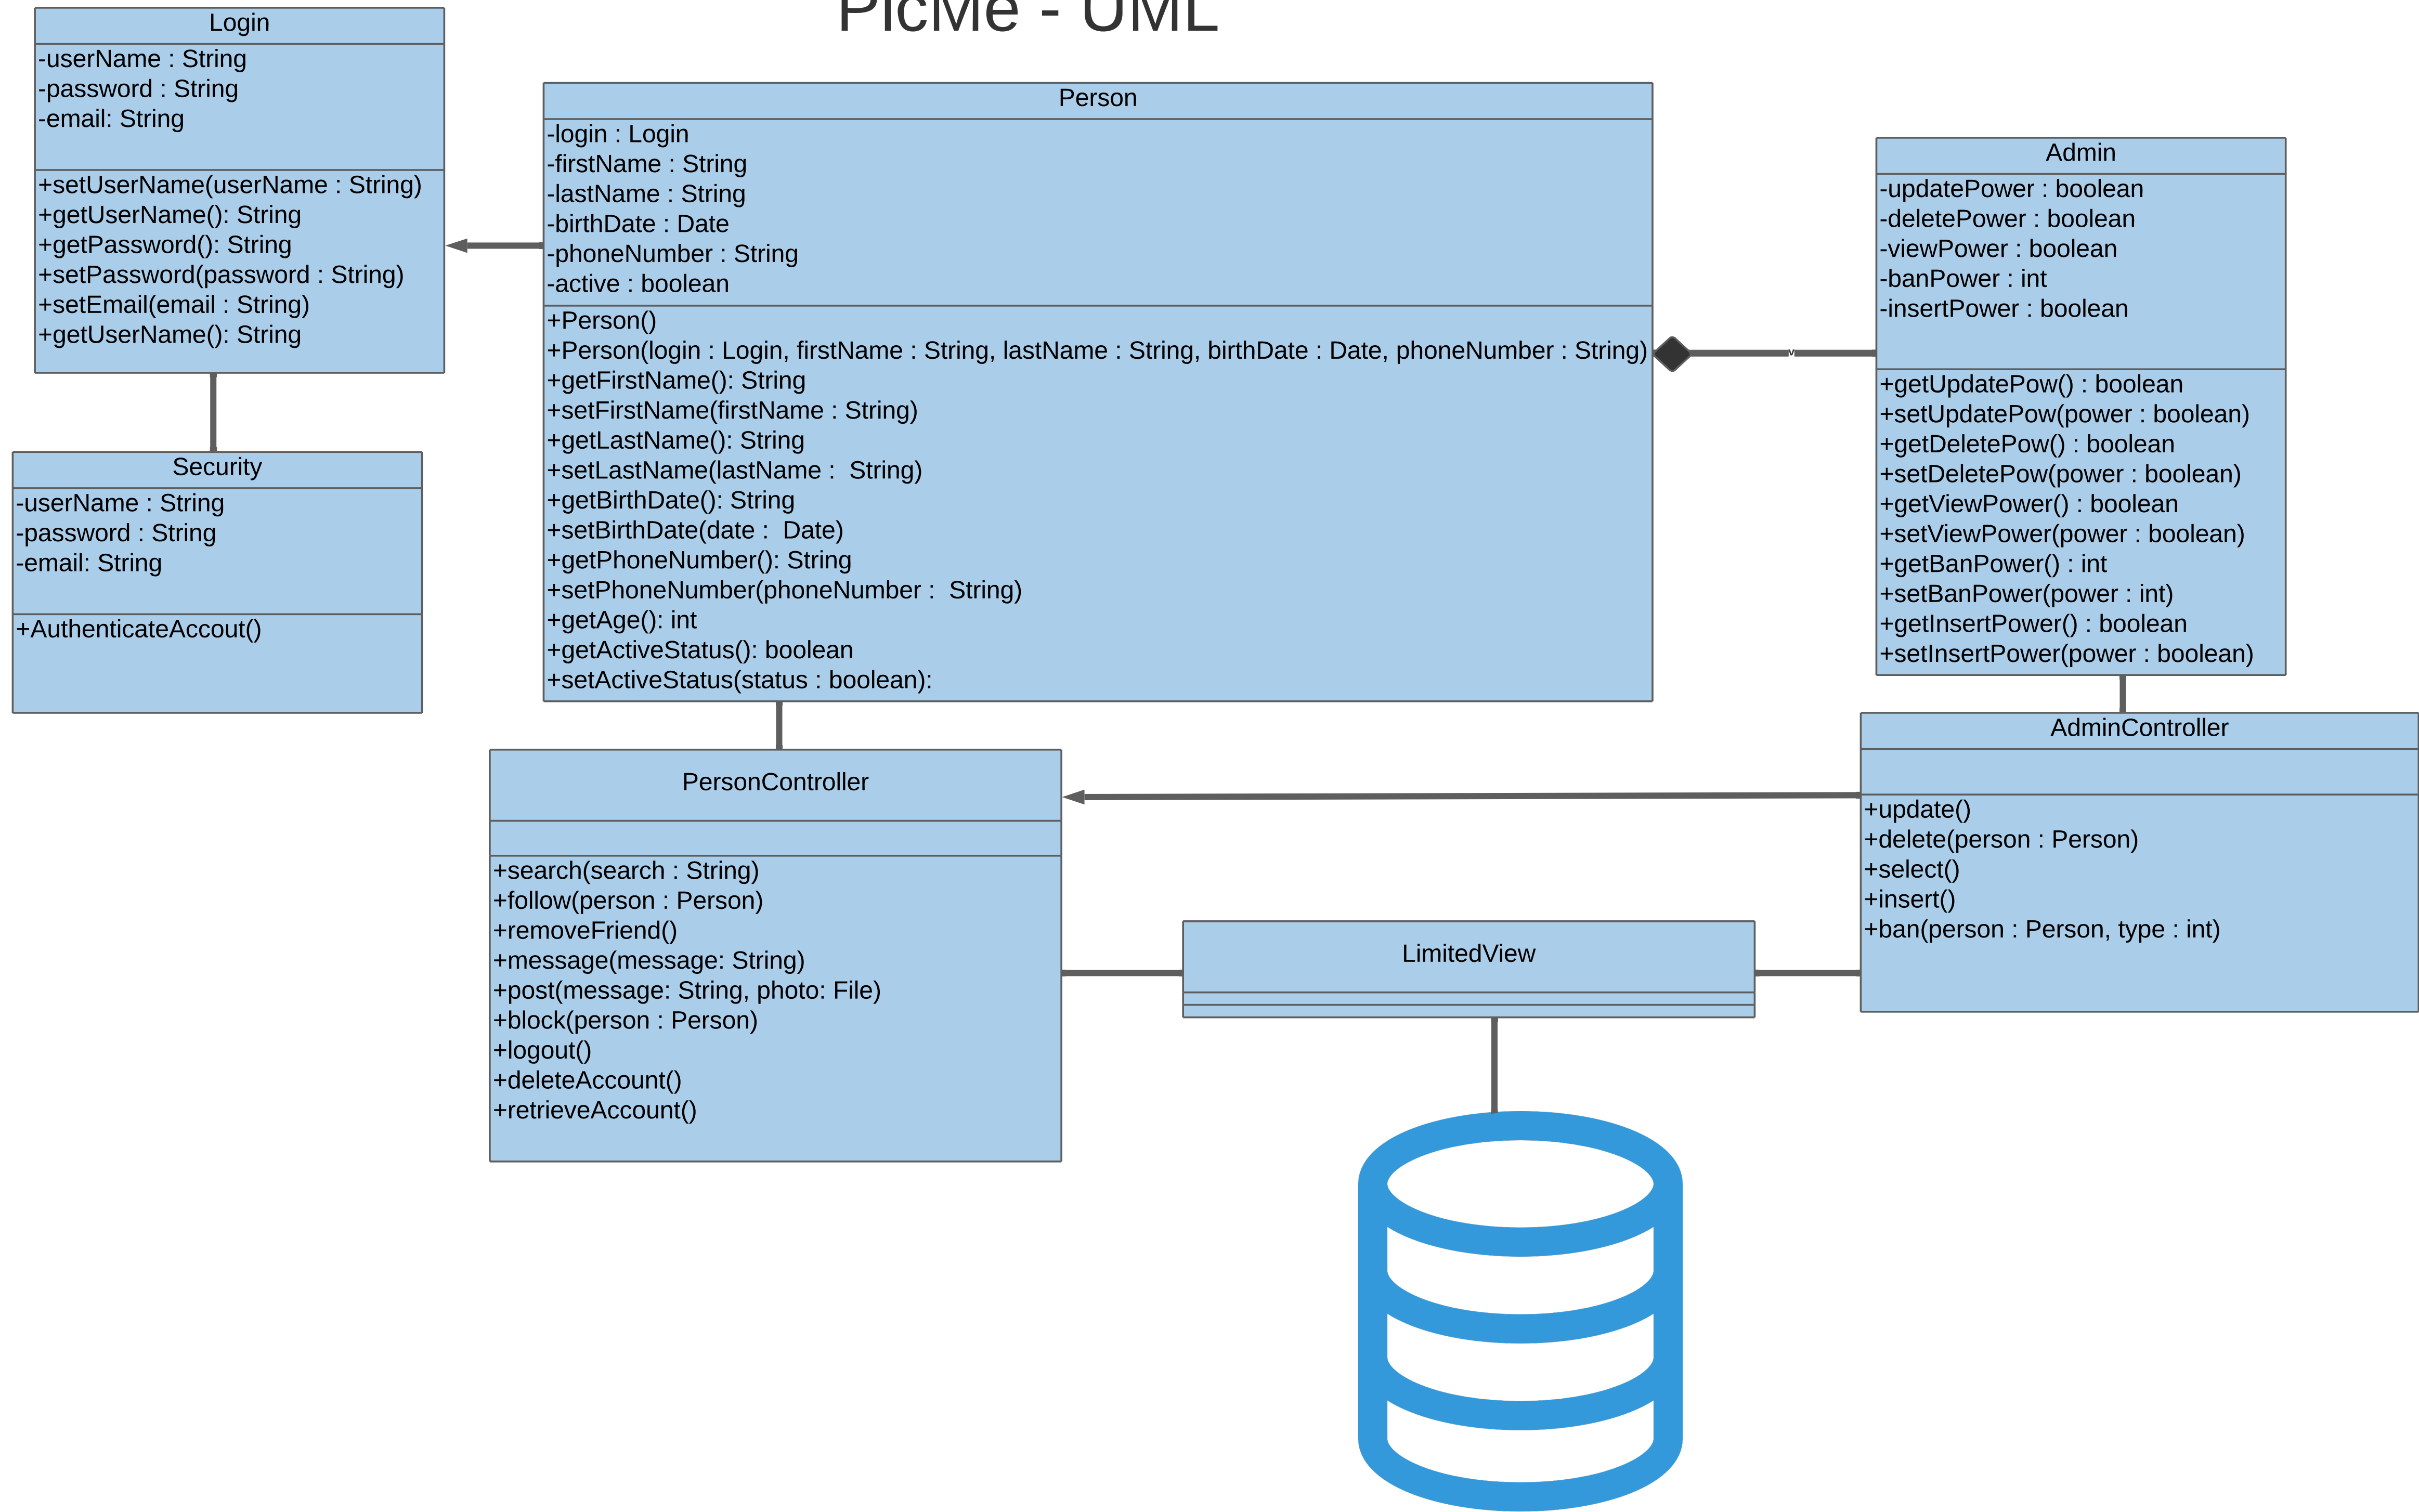 PicMe - UML
Login
-userName : String
-password : String
-email: String
+setUserName(userName : String)
+getUserName(): String
+getPassword(): String
+setPassword(password : String)
+setEmail(email : String)
+getUserName(): String
Security
-userName : String
-password : String
-email: String
+AuthenticateAccout()
Person
-login : Login
-firstName : String
-lastName : String
-birthDate : Date
-phoneNumber : String
-active : boolean
+Person()
+Person(login : Login, firstName : String, lastName : String, birthDate : Date, phoneNumber : String)
+getFirstName(): String
+setFirstName(firstName : String)
+getLastName(): String
+setLastName(lastName :  String)
+getBirthDate(): String
+setBirthDate(date :  Date)
+getPhoneNumber(): String
+setPhoneNumber(phoneNumber :  String)
+getAge(): int
+getActiveStatus(): boolean
+setActiveStatus(status : boolean):
v
Admin
-updatePower : boolean
-deletePower : boolean
-viewPower : boolean
-banPower : int
-insertPower : boolean
+getUpdatePow() : boolean
+setUpdatePow(power : boolean)
+getDeletePow() : boolean
+setDeletePow(power : boolean)
+getViewPower() : boolean
+setViewPower(power : boolean)
+getBanPower() : int
+setBanPower(power : int)
+getInsertPower() : boolean
+setInsertPower(power : boolean)
PersonController
+search(search : String)
+follow(person : Person)
+removeFriend()
+message(message: String)
+post(message: String, photo: File)
+block(person : Person)
+logout()
+deleteAccount()
+retrieveAccount()
LimitedView
AdminController
+update()
+delete(person : Person)
+select()
+insert()
+ban(person : Person, type : int)